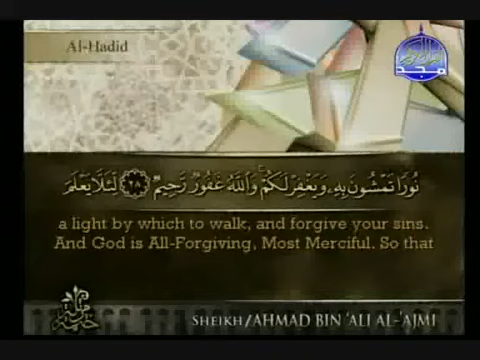 Al-Hadid
مجد
نُورًا تَمْشُونَ بِهِۦ وَيَغْفِرْ لَكُمْ ۚ وَٱللَّهُ غَفُورٌ رَّحِيمٌ ﴿٢٨﴾ لِّئَلَّا يَعْلَمَ
a light by which to walk, and forgive your sins.
And God is All-Forgiving, Most Merciful. So that
SHEIKH/AHMAD BIN 'ALI AL-'AJMI